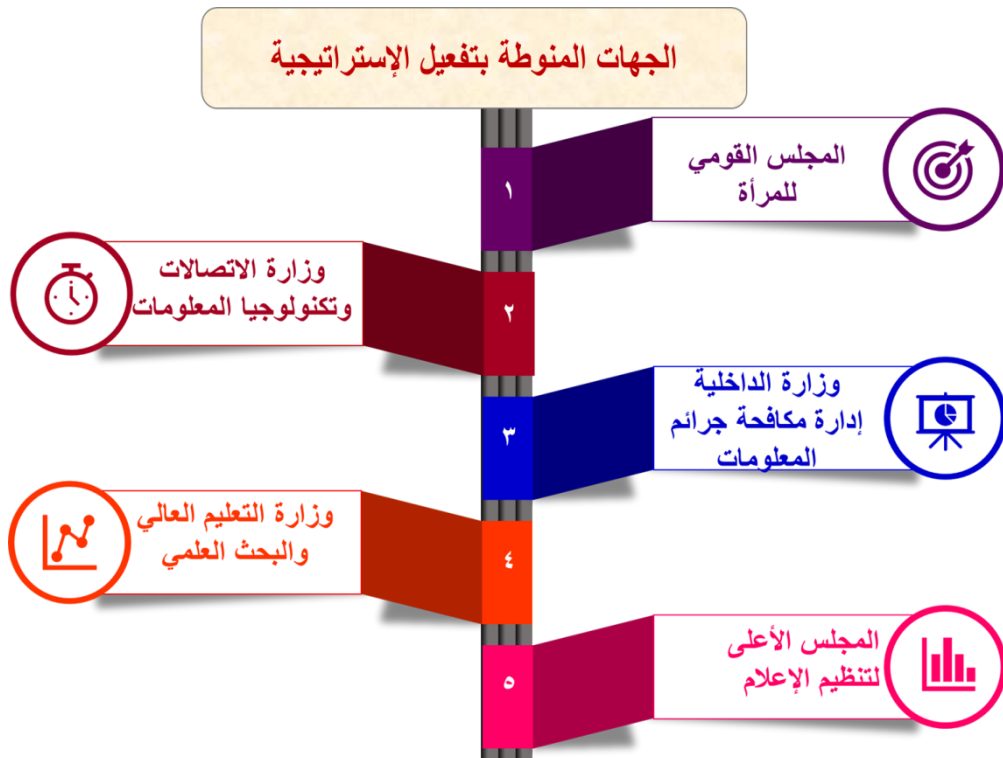 الجهات المنوطة بتفعيل الإستراتيجية
١
المجلس القومي
للمرأة
٢
وزارة الاتصالات
وتكنولوجيا المعلومات
٣
وزارة الداخلية
إدارة مكافحة جرائم
المعلومات
٤
وزارة التعليم العالي
والبحث العلمي
٥
المجلس الأعلى
لتنظيم الإعلام